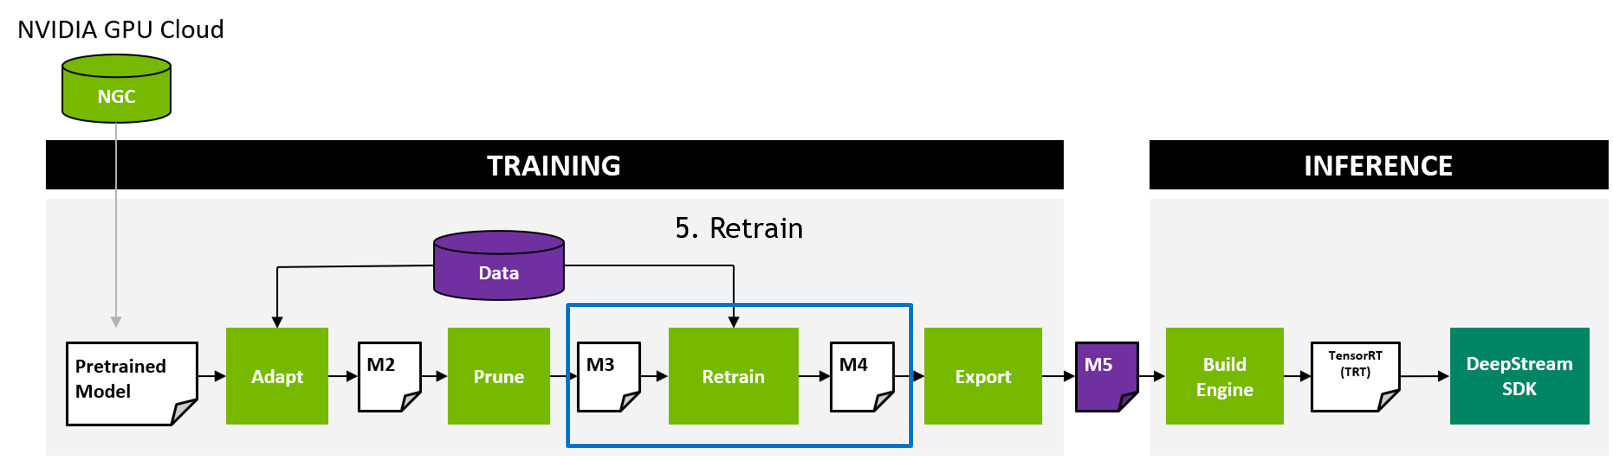 NVIDIA GPU Cloud
NGC
TRAINING
INFERENCE
5. Retrain
Data
Pretrained
Model
Adapt
M2
Prune
M3
Retrain
M4
Export
M5
Build
Engine
TensorRT
(TRT)
DeepStream
SDK